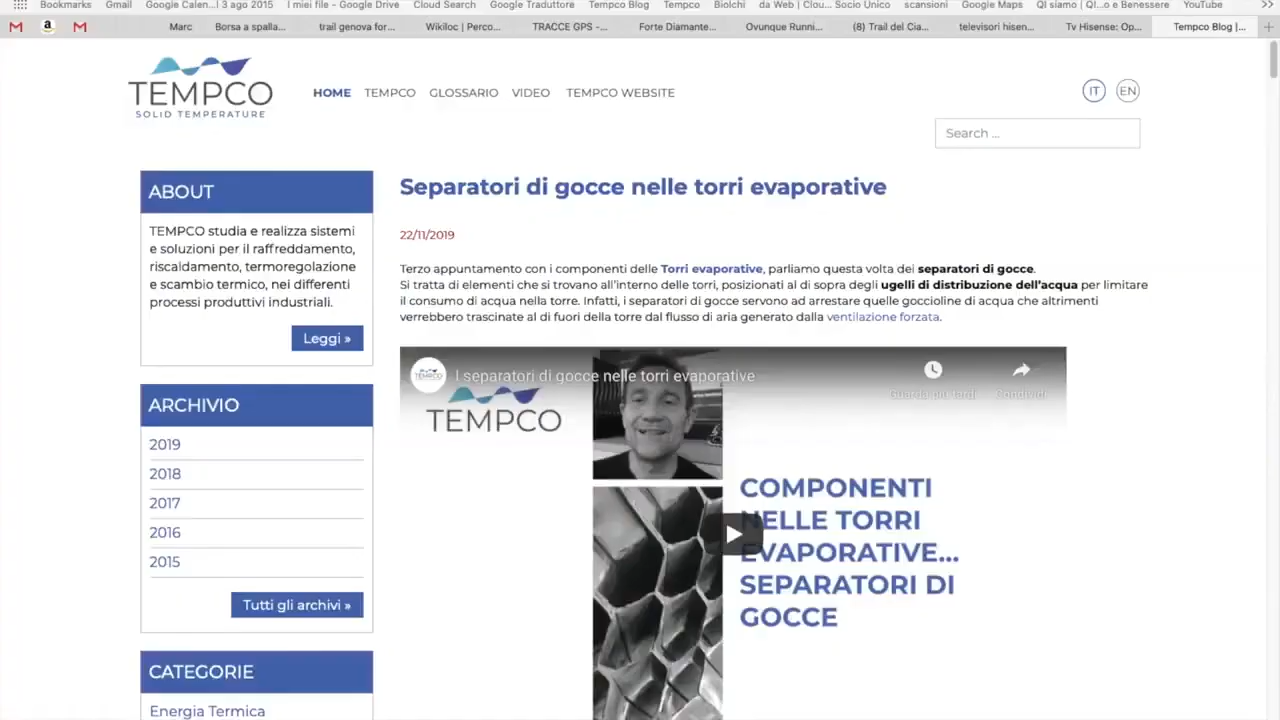 Bookmarks Gmail Google Calen...l 3 ago 2015 I miei file - Google Drive Cloud Search Google Traduttore Tempco Blog Tempco Biolchi da Web | Clou... Socio Unico scansioni Google Maps QI siamo | QI...o e Benessere YouTube
Marc Borsa a spalla... trail genova for... Wikiloc | Perco... TRACCE GPS -... Forte Diamante... Ovunque Runni... (8) Trail del Cia... televisori hisen... Tv Hisense: Op... Tempco Blog |...
TEMPCO
SOLID TEMPERATURE
HOME TEMPCO GLOSSARIO VIDEO TEMPCO WEBSITE
IT EN
Search ...
ABOUT
TEMPCO studia e realizza sistemi
e soluzioni per il raffreddamento,
riscaldamento, termoregolazione
e scambio termico, nei differenti
processi produttivi industriali.
Leggi »
ARCHIVIO
2019
2018
2017
2016
2015
Tutti gli archivi »
CATEGORIE
Energia Termica
Separatori di gocce nelle torri evaporative
22/11/2019
Terzo appuntamento con i componenti delle Torri evaporative, parliamo questa volta dei separatori di gocce.
Si tratta di elementi che si trovano all'interno delle torri, posizionati al di sopra degli ugelli di distribuzione dell'acqua per limitare
il consumo di acqua nella torre. Infatti, i separatori di gocce servono ad arrestare quelle goccioline di acqua che altrimenti
verrebbero trascinate al di fuori della torre dal flusso di aria generato dalla ventilazione forzata.
TEMPCO
I separatori di gocce nelle torri evaporative
Guarda più tardi Condividi
TEMPCO
COMPONENTI
NELLE TORRI
EVAPORATIVE...
SEPARATORI DI
GOCCE